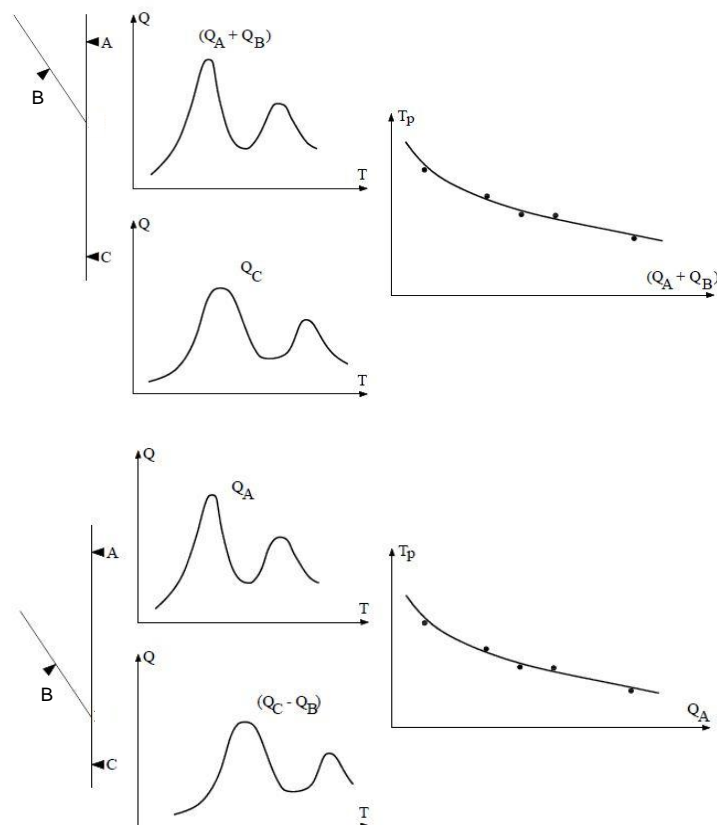 A
B
C
Q
(Q_A + Q_B)
T
Q
Q_C
T
T_p
(Q_A + Q_B)
A
B
C
Q
Q_A
T
Q
(Q_C - Q_B)
T
T_p
Q_A